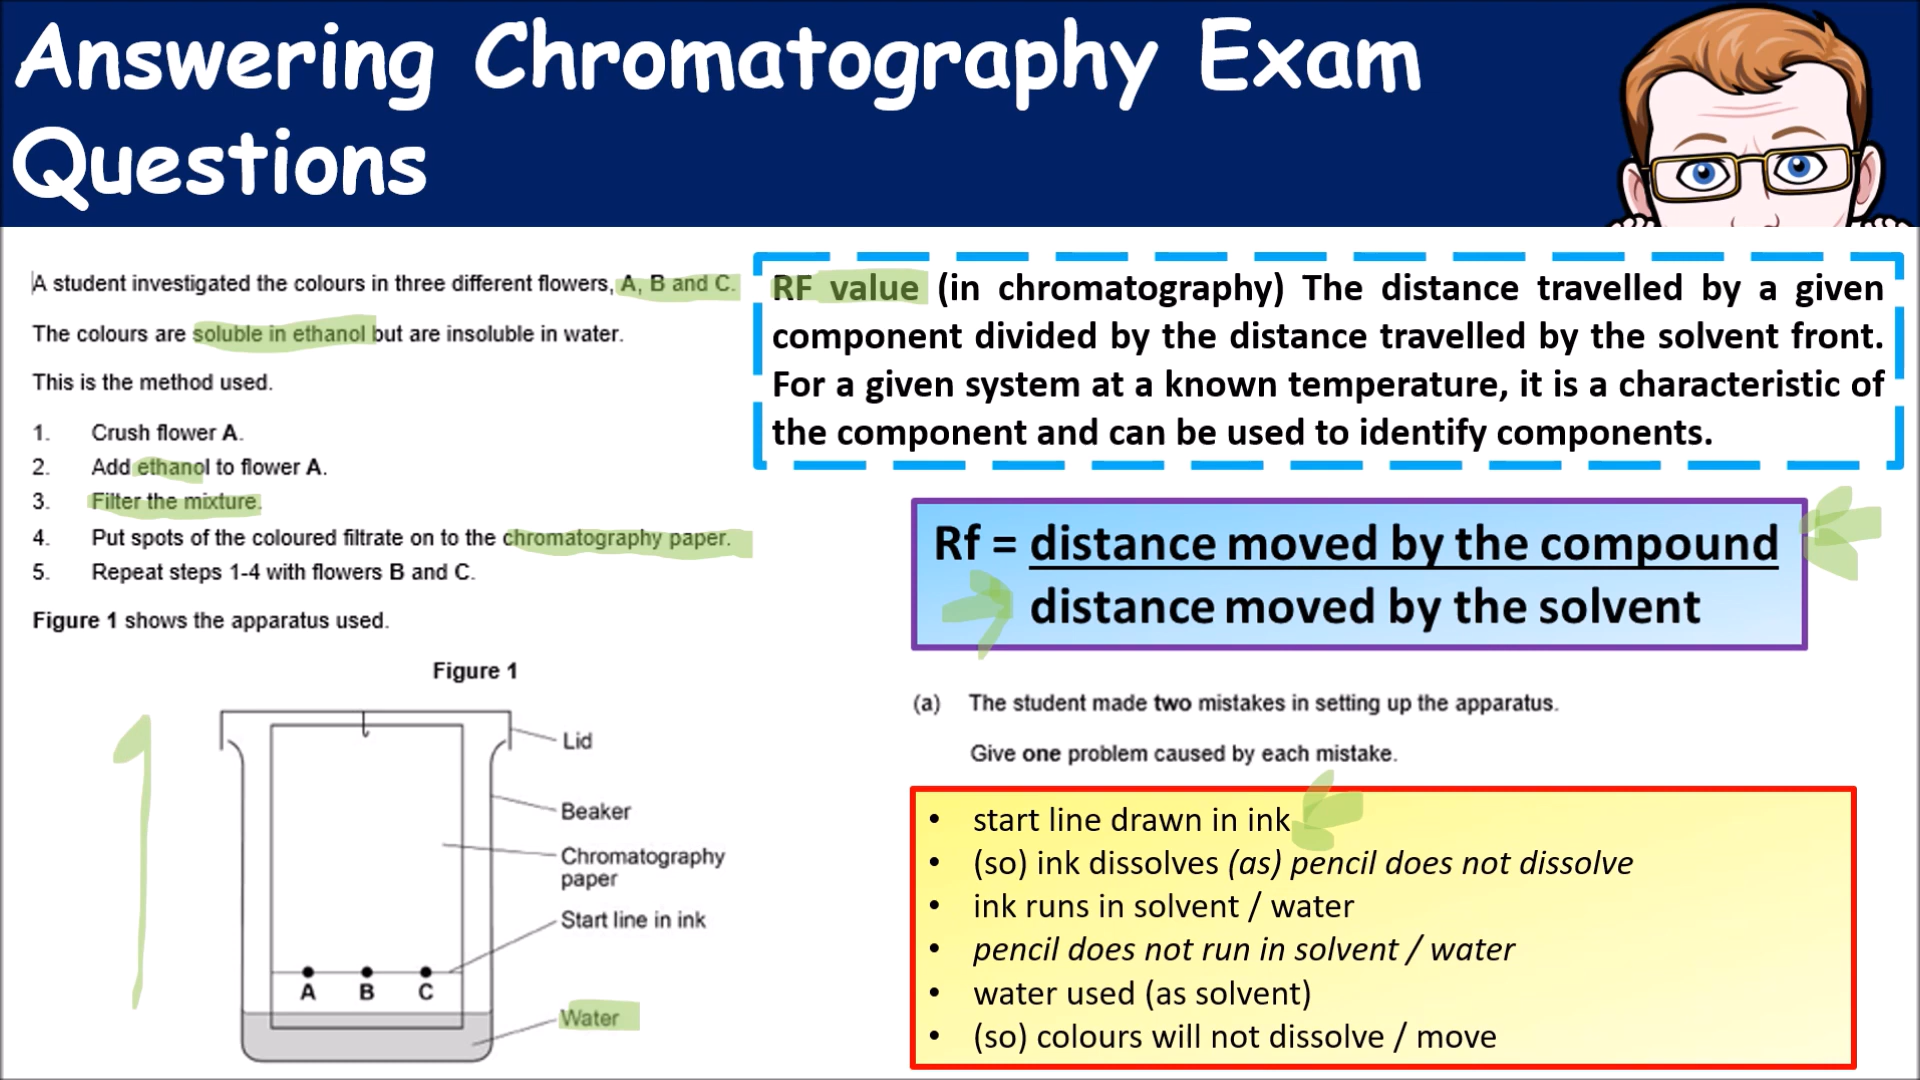 Answering Chromatography Exam
Questions
A student investigated the colours in three different flowers, A, B and C.
The colours are soluble in ethanol but are insoluble in water.
This is the method used.
1. Crush flower A.
2. Add ethanol to flower A.
3. Filter the mixture.
4. Put spots of the coloured filtrate on to the chromatography paper.
5. Repeat steps 1-4 with flowers B and C.
Figure 1 shows the apparatus used.
Figure 1
Lid
Beaker
Chromatography
paper
Start line in ink
A B C
Water
RF value (in chromatography) The distance travelled by a given
component divided by the distance travelled by the solvent front.
For a given system at a known temperature, it is a characteristic of
the component and can be used to identify components.
Rf = distance moved by the compound
distance moved by the solvent
(a) The student made two mistakes in setting up the apparatus.
Give one problem caused by each mistake.
• start line drawn in ink
• (so) ink dissolves (as) pencil does not dissolve
• ink runs in solvent / water
• pencil does not run in solvent / water
• water used (as solvent)
• (so) colours will not dissolve / move